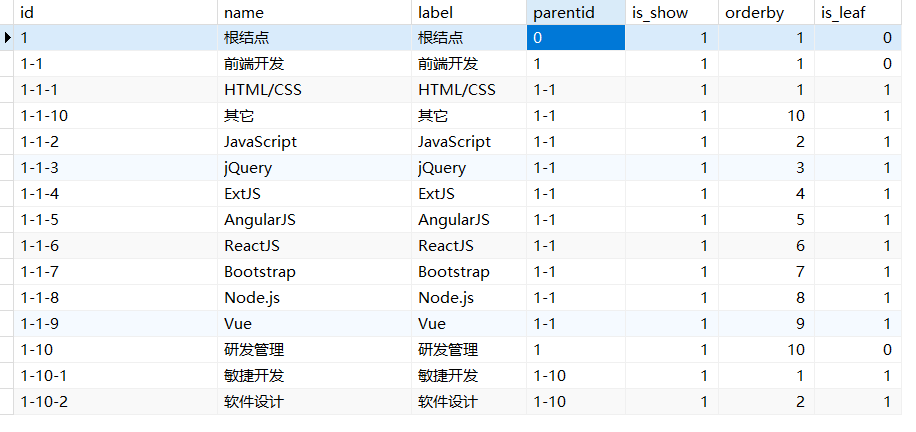 id name label parentid is_show orderby is_leaf
1 根结点 根结点 0 1 1 0
1-1 前端开发 前端开发 1 1 1 0
1-1-1 HTML/CSS HTML/CSS 1-1 1 1 1
1-1-10 其它 其它 1-1 1 10 1
1-1-2 JavaScript JavaScript 1-1 1 2 1
1-1-3 jQuery jQuery 1-1 1 3 1
1-1-4 ExtJS ExtJS 1-1 1 4 1
1-1-5 AngularJS AngularJS 1-1 1 5 1
1-1-6 ReactJS ReactJS 1-1 1 6 1
1-1-7 Bootstrap Bootstrap 1-1 1 7 1
1-1-8 Node.js Node.js 1-1 1 8 1
1-1-9 Vue Vue 1-1 1 9 1
1-10 研发管理 研发管理 1 1 10 0
1-10-1 敏捷开发 敏捷开发 1-10 1 1 1
1-10-2 软件设计 软件设计 1-10 1 2 1